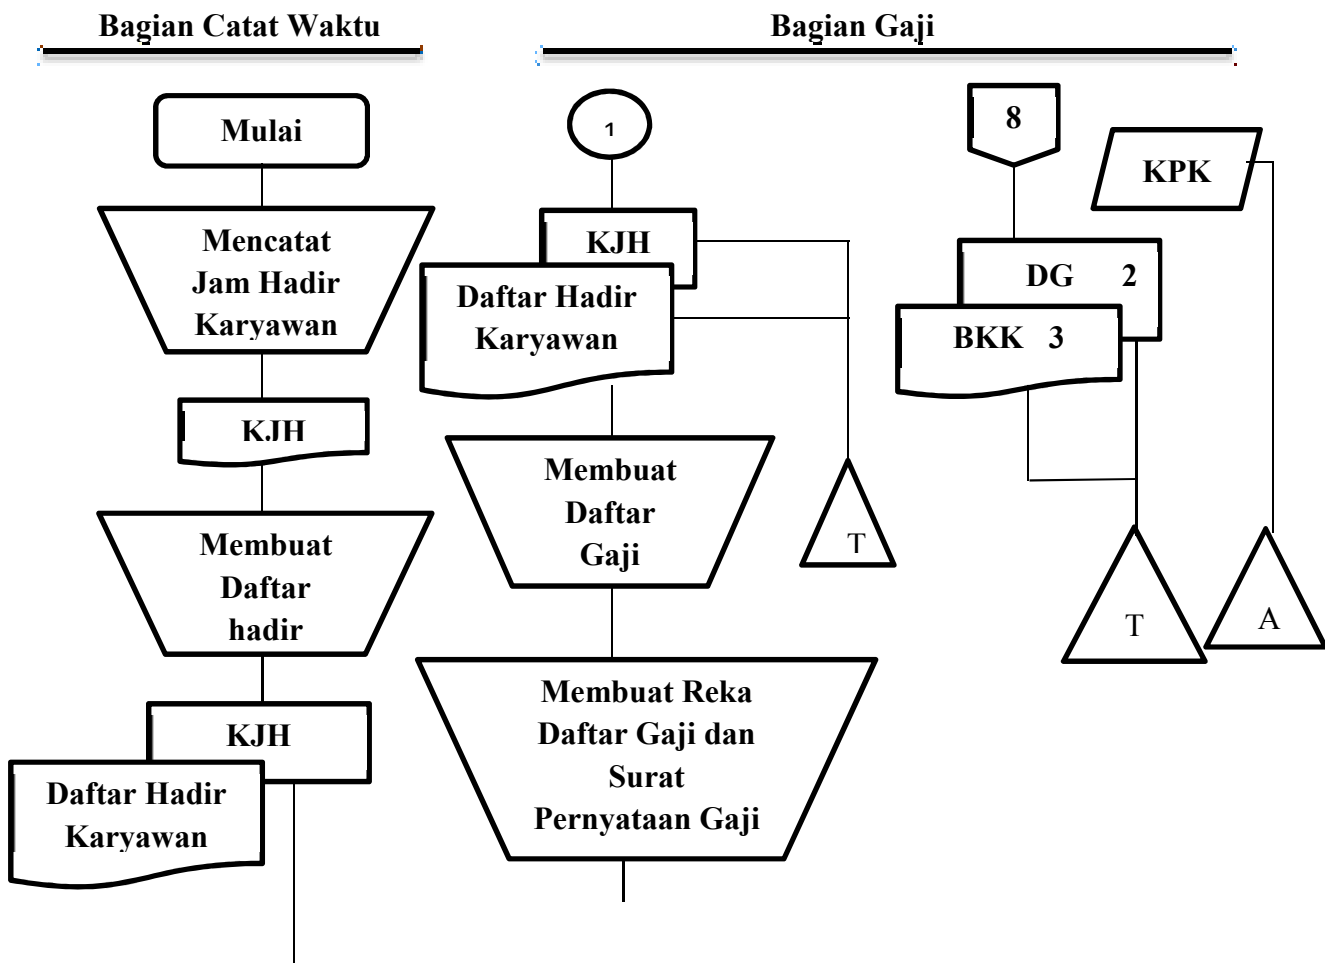 Bagian Catat Waktu
Bagian Gaji
Mulai
Mencatat
Jam Hadir
Karyawan
KJH
Membuat
Daftar
hadir
KJH
Daftar Hadir
Karyawan
1
KJH
Daftar Hadir
Karyawan
Membuat
Daftar
Gaji
T
Membuat Reka
Daftar Gaji dan
Surat
Pernyataan Gaji
8
KPK
DG 2
BKK 3
T
A